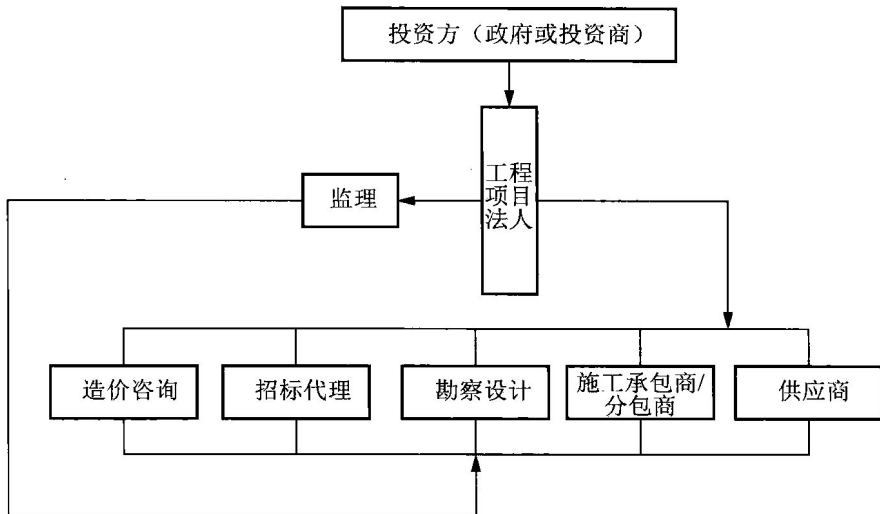 投资方（政府或投资商）
工程
项目
法人
监理
造价咨询
招标代理
勘察设计
施工承包商/
分包商
供应商